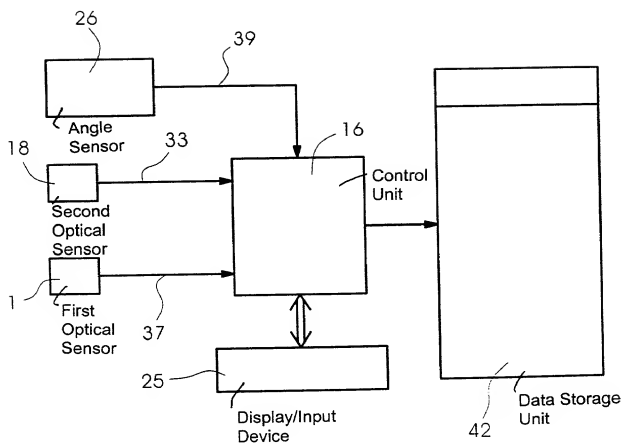 26
39
Angle
Sensor
16
18
33
Control
Unit
Second
Optical
Sensor
1
37
First
Optical
Sensor
25
Display/Input
Device
42
Data Storage
Unit